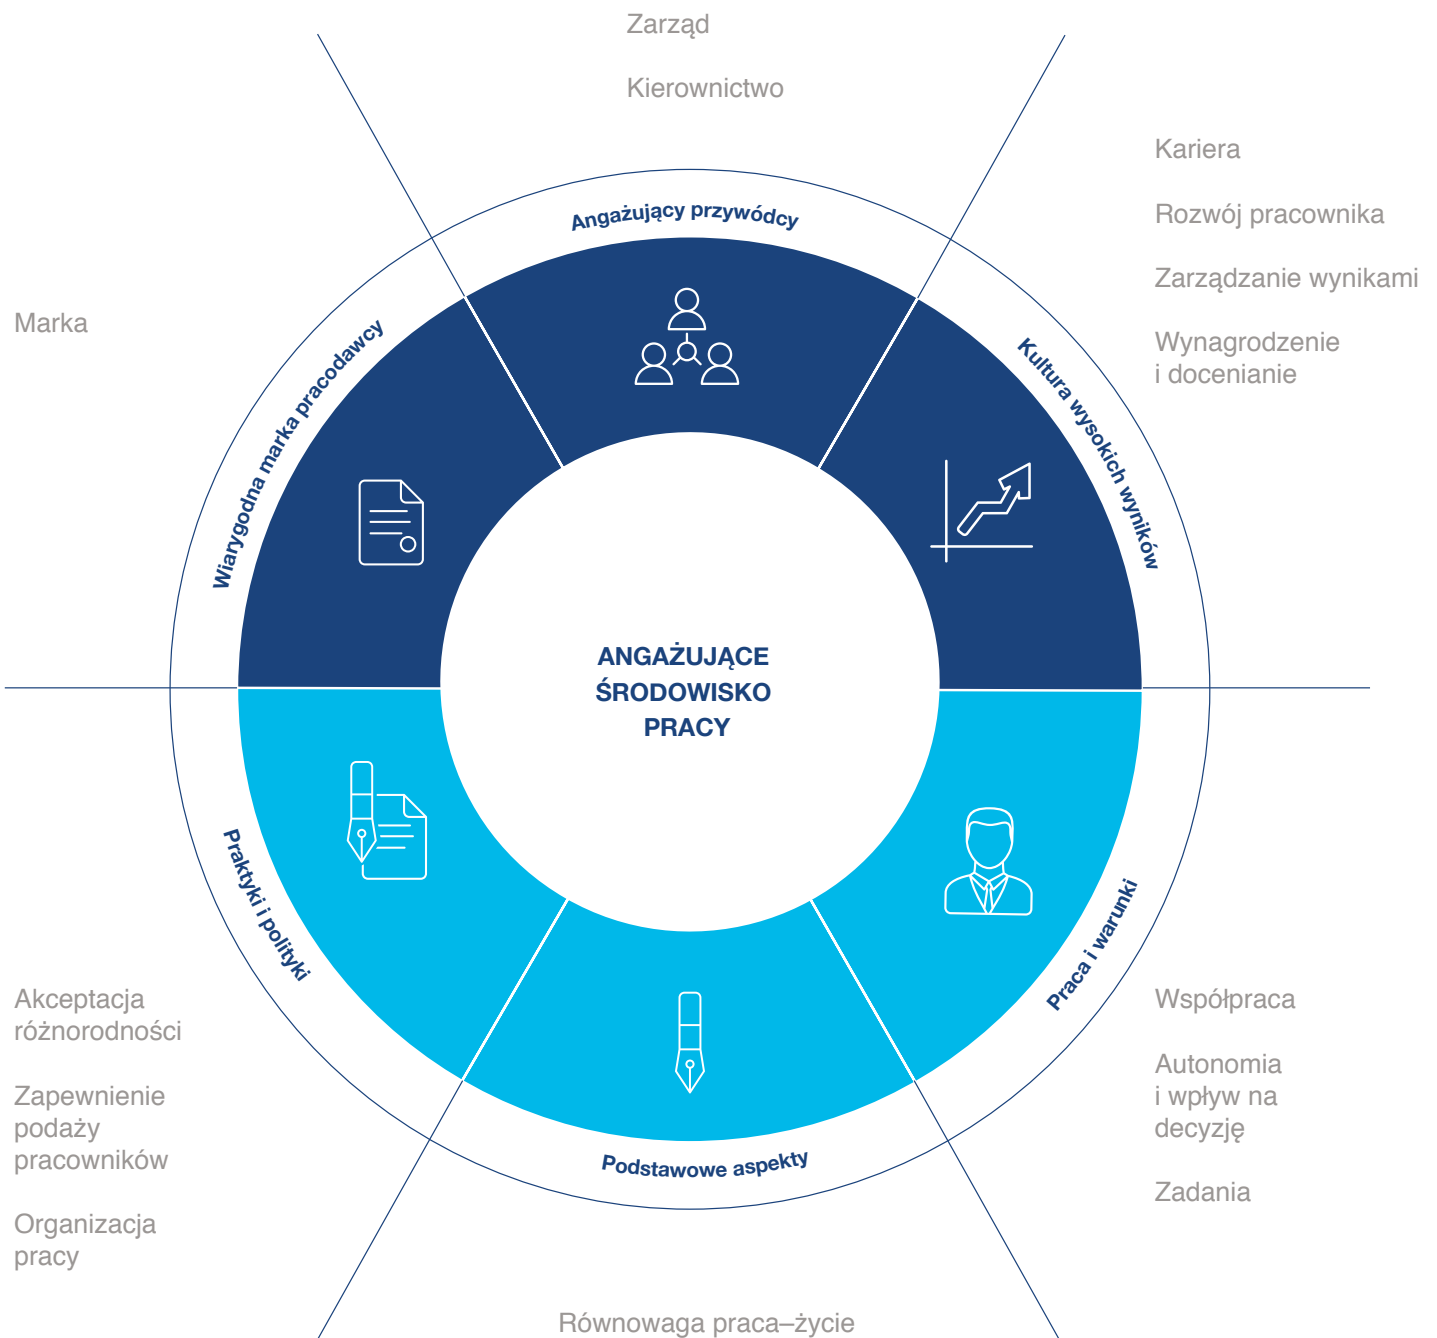 Zarząd
Kierownictwo
Kariera
Rozwój pracownika
Zarządzanie wynikami
Wynagrodzenie
i docenianie
Marka
Angażujący przywódcy
Wiarygodna marka pracodawcy
Kultura wysokich wyników
ANGAŻUJĄCE
ŚRODOWISKO
PRACY
Praktyki i polityki
Praca i warunki
Podstawowe aspekty
Akceptacja
różnorodności
Zapewnienie
podaży
pracowników
Organizacja
pracy
Współpraca
Autonomia
i wpływ na
decyzję
Zadania
Równowaga praca–życie